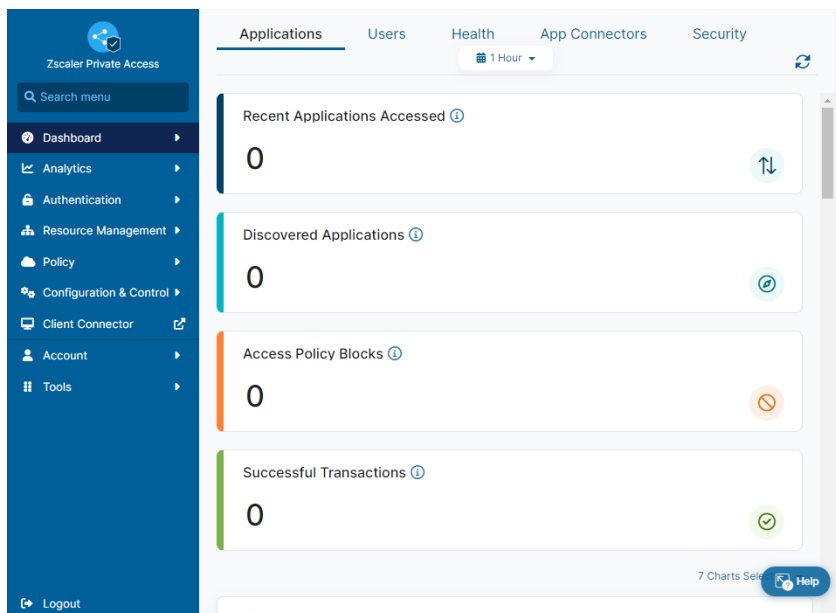 Zscaler Private Access
Search menu
Dashboard
Analytics
Authentication
Resource Management
Policy
Configuration & Control
Client Connector
Account
Tools
Logout
Applications Users Health App Connectors Security
1 Hour
Recent Applications Accessed
0
Discovered Applications
0
Access Policy Blocks
0
Successful Transactions
0
7 Charts
Help